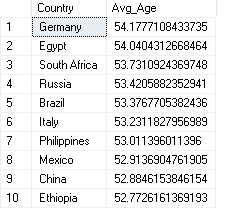 Country Avg_Age
1 Germany 54.1777108433735
2 Egypt 54.0404312668464
3 South Africa 53.7310924369748
4 Russia 53.4205882352941
5 Brazil 53.3767705382436
6 Italy 53.2311827956989
7 Philippines 53.011396011396
8 Mexico 52.9136904761905
9 China 52.8846153846154
10 Ethiopia 52.7726161369193